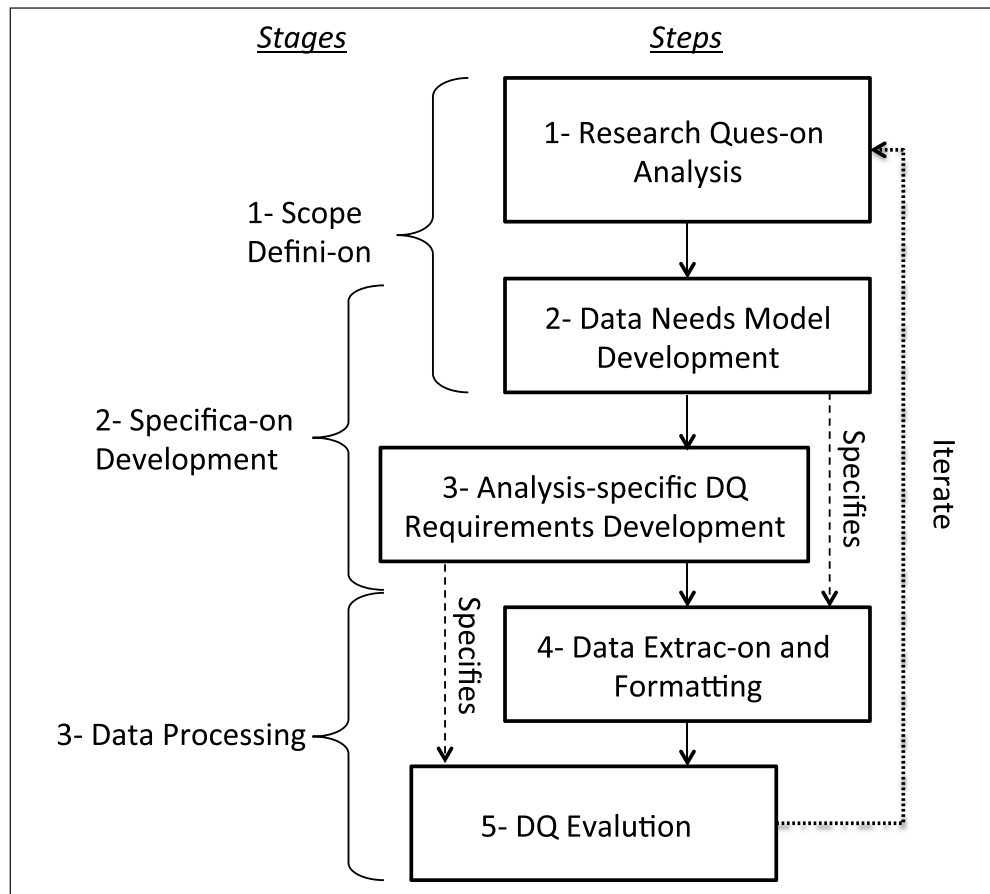 Stages
Steps
1- Research Ques-on
Analysis
1- Scope
Defini-on
2- Data Needs Model
Development
2- Specifica-on
Development
Specifies
Iterate
3- Analysis-specific DQ
Requirements Development
Specifies
4- Data Extrac-on and
Formatting
3- Data Processing
5- DQ Evalution